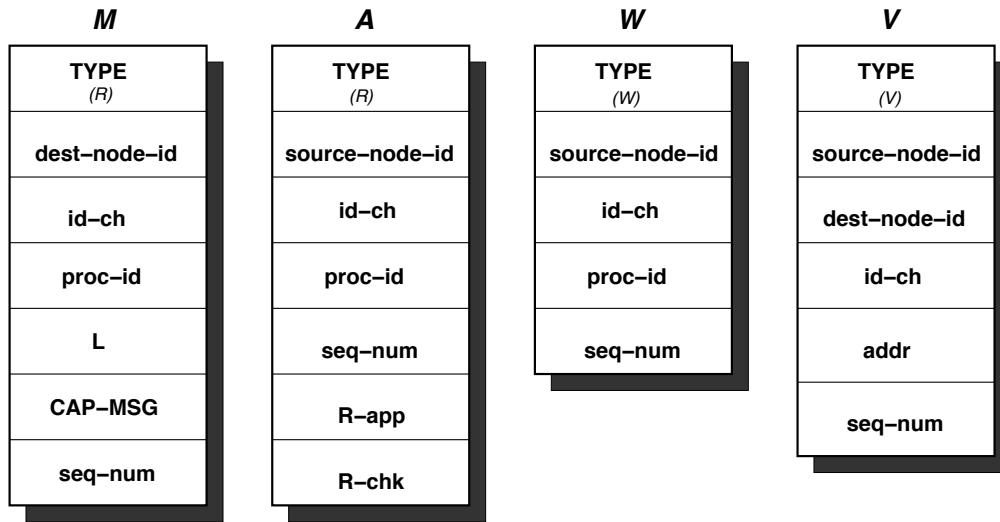 M
TYPE
(R)
dest–node–id
id–ch
proc–id
L
CAP–MSG
seq–num
A
TYPE
(R)
source–node–id
id–ch
proc–id
seq–num
R–app
R–chk
W
TYPE
(W)
source–node–id
id–ch
proc–id
seq–num
V
TYPE
(V)
source–node–id
dest–node–id
id–ch
addr
seq–num